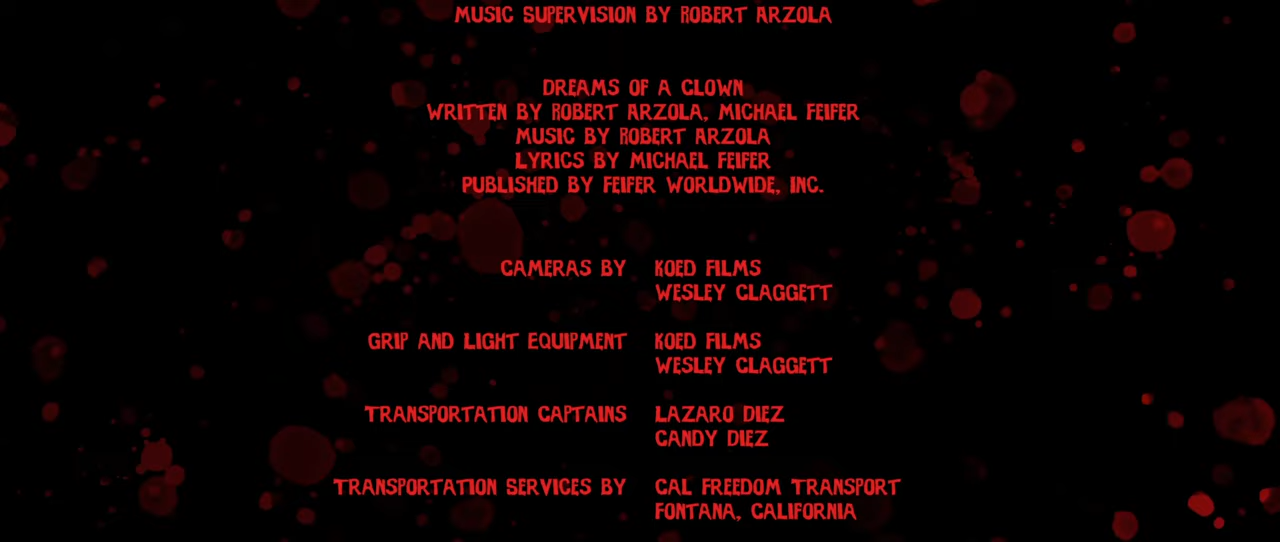 MUSIC SUPERVISION BY ROBERT ARZOLA
DREAMS OF A CLOWN
WRITTEN BY ROBERT ARZOLA, MICHAEL FEIFER
MUSIC BY ROBERT ARZOLA
LYRICS BY MICHAEL FEIFER
PUBLISHED BY FEIFER WORLDWIDE, INC.
CAMERAS BY KOED FILMS
WESLEY CLAGGETT
GRIP AND LIGHT EQUIPMENT KOED FILMS
WESLEY CLAGGETT
TRANSPORTATION CAPTAINS LAZARO DIEZ
CANDY DIEZ
TRANSPORTATION SERVICES BY CAL FREEDOM TRANSPORT
FONTANA, CALIFORNIA